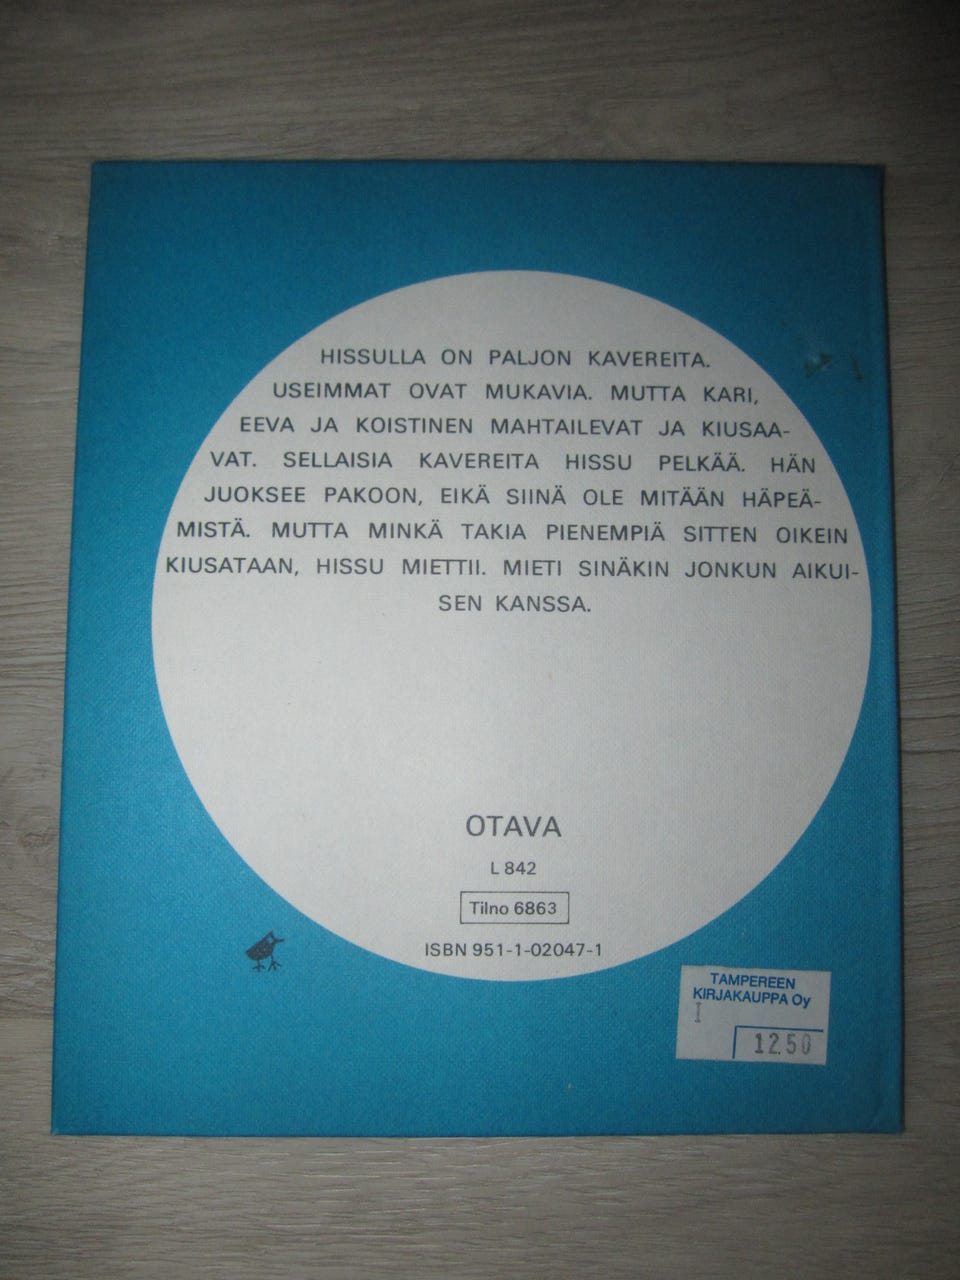 HISSULLA ON PALJON KAVEREITA.
USEIMMAT OVAT MUKAVIA. MUTTA KARI,
EEVA JA KOISTINEN MAHTAILEVAT JA KIUSAA-
VAT. SELLAISIA KAVEREITA HISSU PELKÄÄ. HÄN
JUOKSEE PAKOON, EIKÄ SIINÄ OLE MITÄÄN HÄPEÄ-
MISTÄ. MUTTA MINKÄ TAKIA PIENEMPIÄ SITTEN OIKEIN
KIUSATAAN, HISSU MIETTII. MIETI SINÄKIN JONKUN AIKUI-
SEN KANSSA.
OTAVA
L 842
Tilno 6863
ISBN 951-1-02047-1
TAMPEREEN
KIRJAKAUPPA Oy
I
12.50